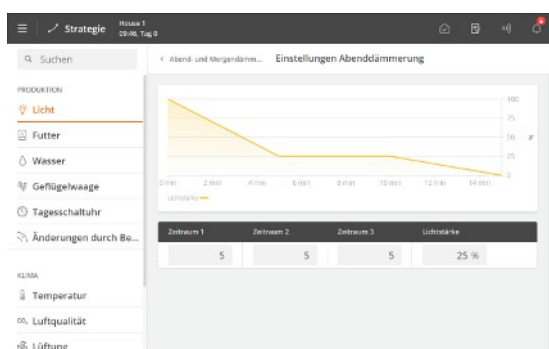 Strategie
House 1
09:46, Tag 0
Suchen
Abend- und Morgendämm...
Einstellungen Abenddämmerung
PRODUKTION
Licht
Futter
Wasser
Geflügelwaage
Tagesschaltuhr
Änderungen durch Be...
KLIMA
Temperatur
Luftqualität
Lüftung
100
75
50
%
25
0
0 min 2 min 4 min 6 min 8 min 10 min 12 min 14 min
Lichtstärke
Zeitraum 1 Zeitraum 2 Zeitraum 3 Lichtstärke
5 5 5 25 %